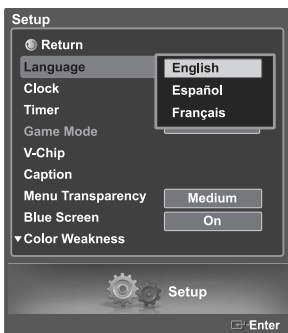 Setup
Return
Language
English
Clock
Español
Timer
Français
Game Mode
V-Chip
Caption
Menu Transparency Medium
Blue Screen On
▼Color Weakness
Setup
Enter